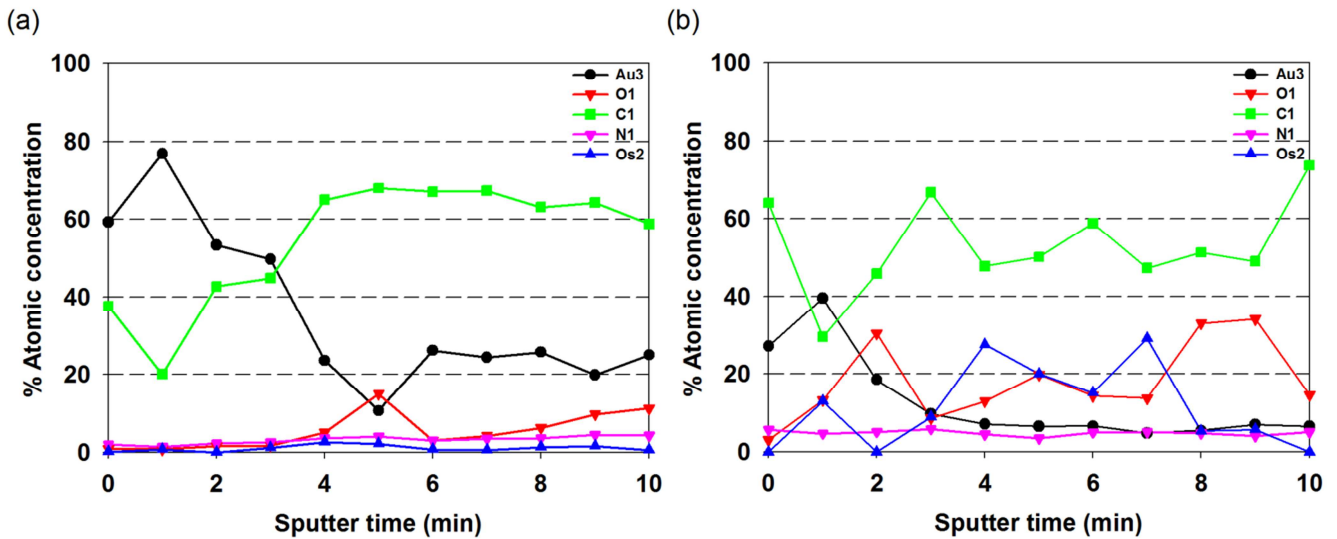 (a)
(b)
100
80
60
40
20
0
% Atomic concentration
0 2 4 6 8 10
Sputter time (min)
Au3
O1
C1
N1
Os2
100
80
60
40
20
0
% Atomic concentration
0 2 4 6 8 10
Sputter time (min)
Au3
O1
C1
N1
Os2